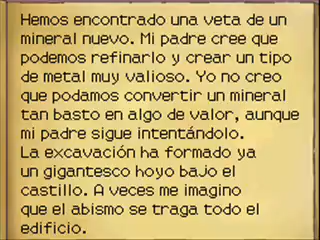 Hemos encontrado una veta de un
mineral nuevo. Mi padre cree que
podemos refinarlo y crear un tipo
de metal muy valioso. Yo no creo
que podamos convertir un mineral
tan basto en algo de valor, aunque
mi padre sigue intentándolo.
La excavación ha formado ya
un gigantesco hoyo bajo el
castillo. A veces me imagino
que el abismo se traga todo el
edificio.